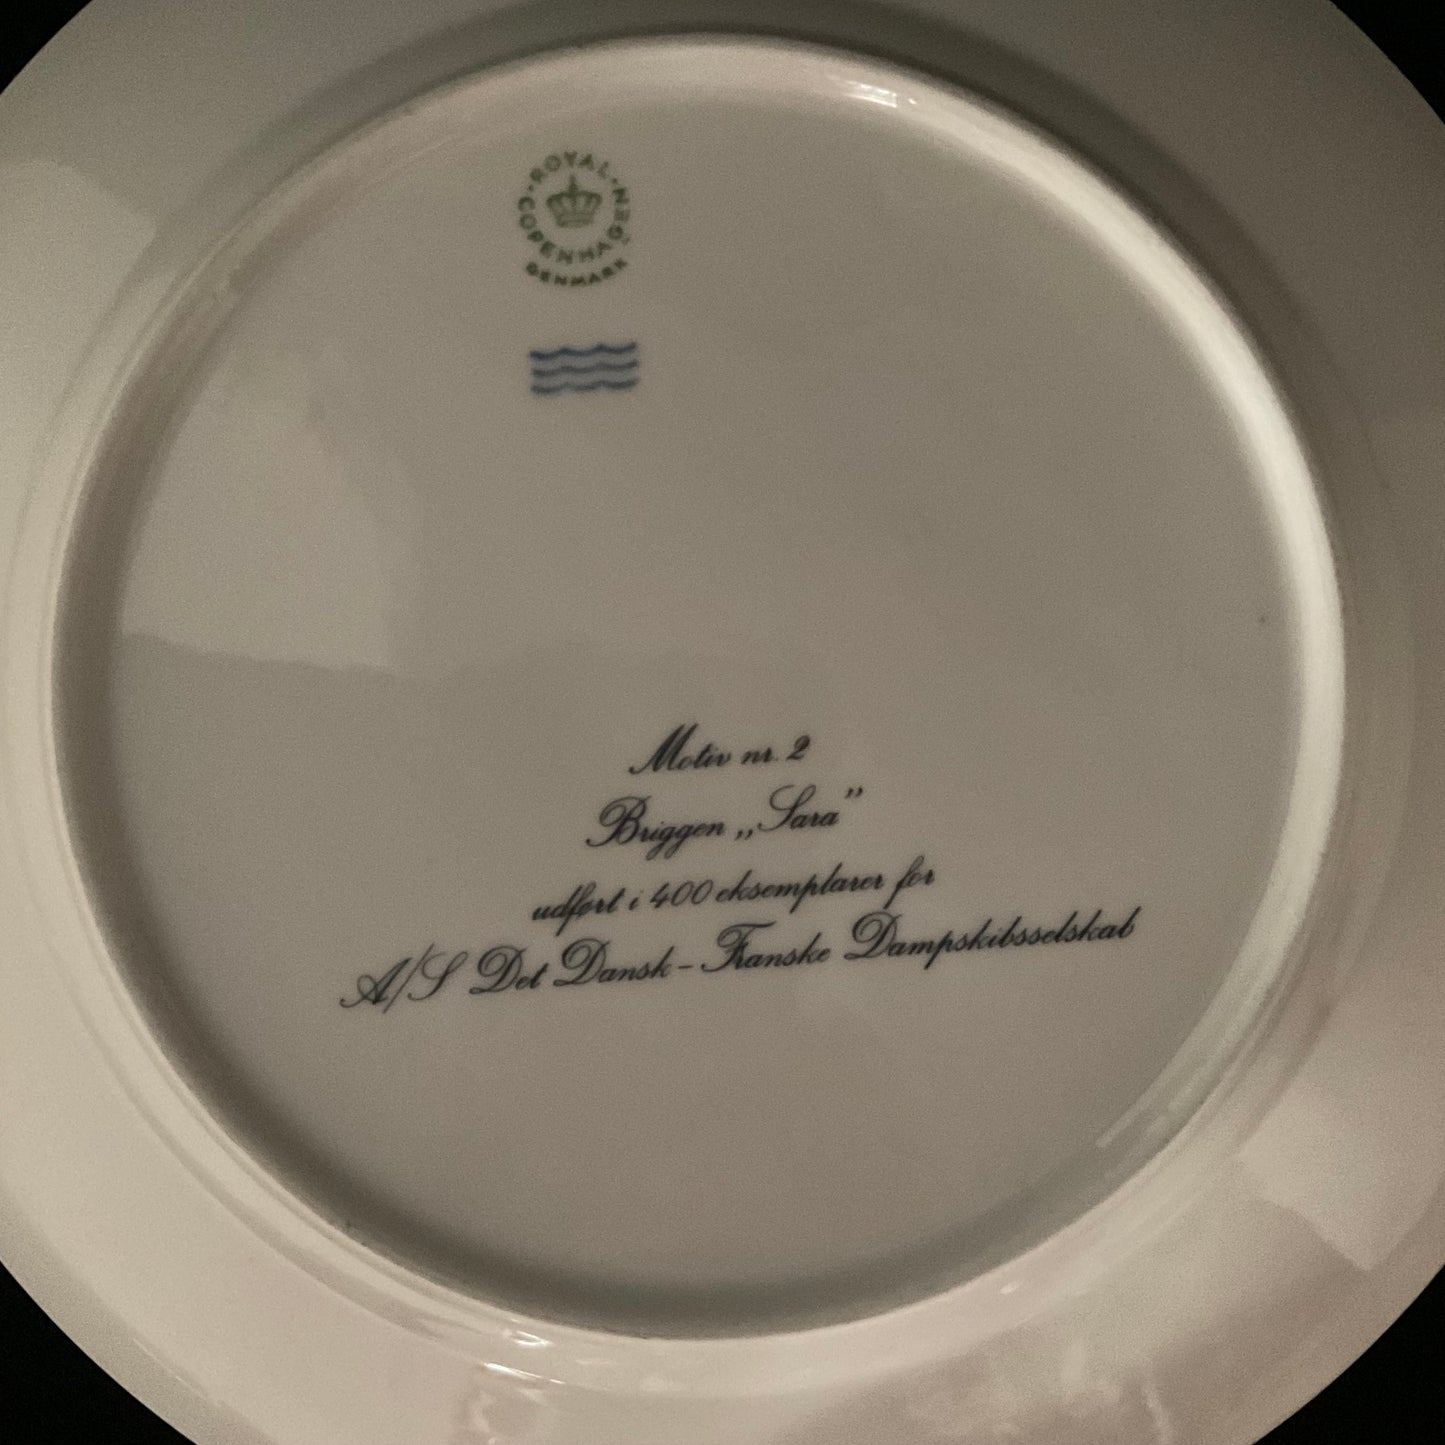 ROYAL COPENHAGEN
DENMARK
Motiv nr. 2
Briggen „Sara”
udført i 400 eksemplarer for
A/S Det Dansk-Franske Dampskibsselskab